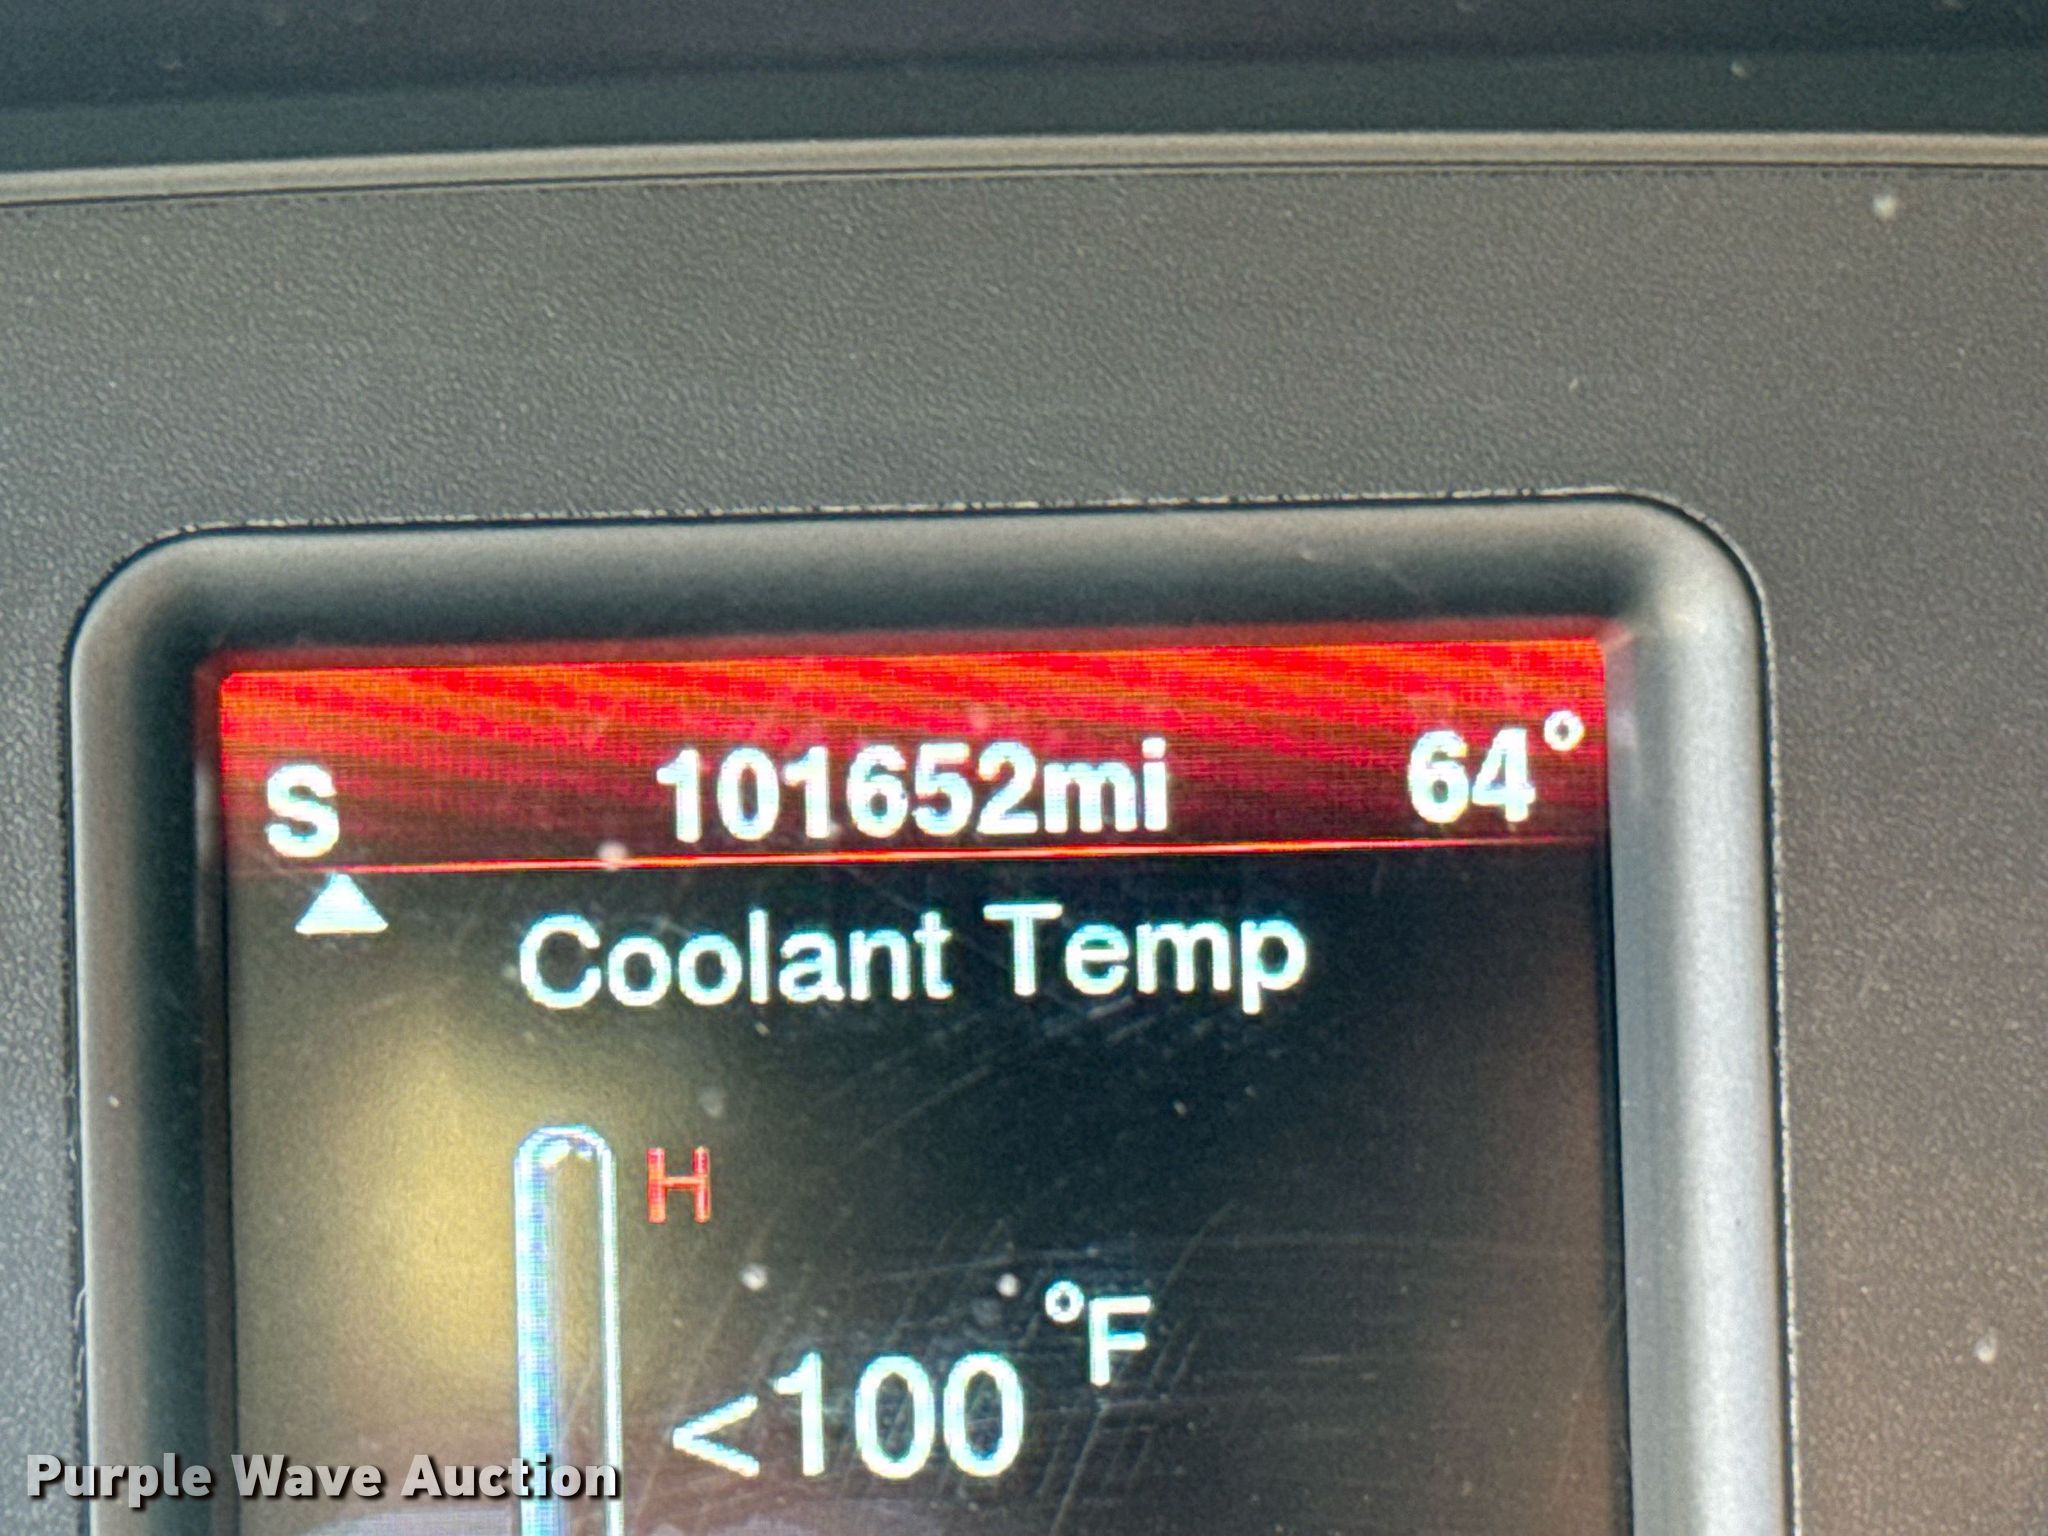 S 101652mi 64°
Coolant Temp
H
°F
<100
Purple Wave Auction